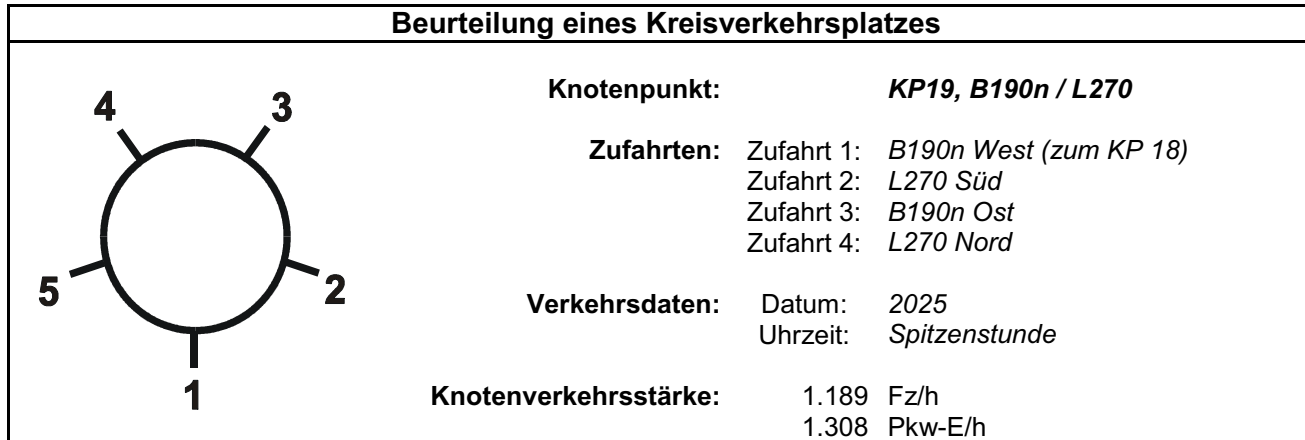 Beurteilung eines Kreisverkehrsplatzes
4 3
5 2
1
Knotenpunkt: KP19, B190n / L270
Zufahrten: Zufahrt 1: B190n West (zum KP 18)
Zufahrt 2: L270 Süd
Zufahrt 3: B190n Ost
Zufahrt 4: L270 Nord
Verkehrsdaten: Datum: 2025
Uhrzeit: Spitzenstunde
Knotenverkehrsstärke: 1.189 Fz/h
1.308 Pkw-E/h